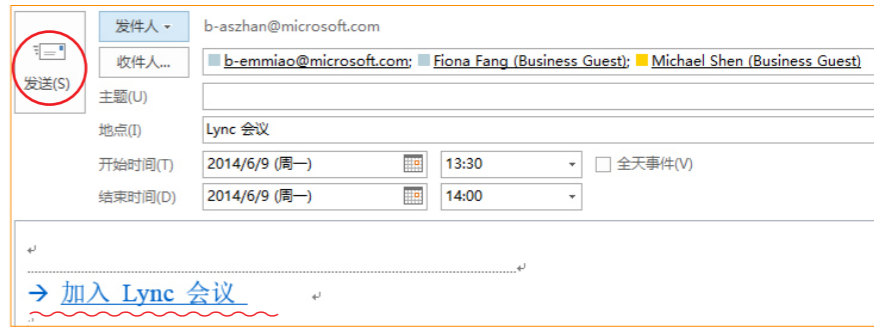 发件人 b-aszhan@microsoft.com
发送(S)
收件人... b-emmiao@microsoft.com; Fiona Fang (Business Guest); Michael Shen (Business Guest)
主题(U)
地点(I) Lync 会议
开始时间(T) 2014/6/9 (周一) 13:30 全天事件(V)
结束时间(D) 2014/6/9 (周一) 14:00
→ 加入 Lync 会议